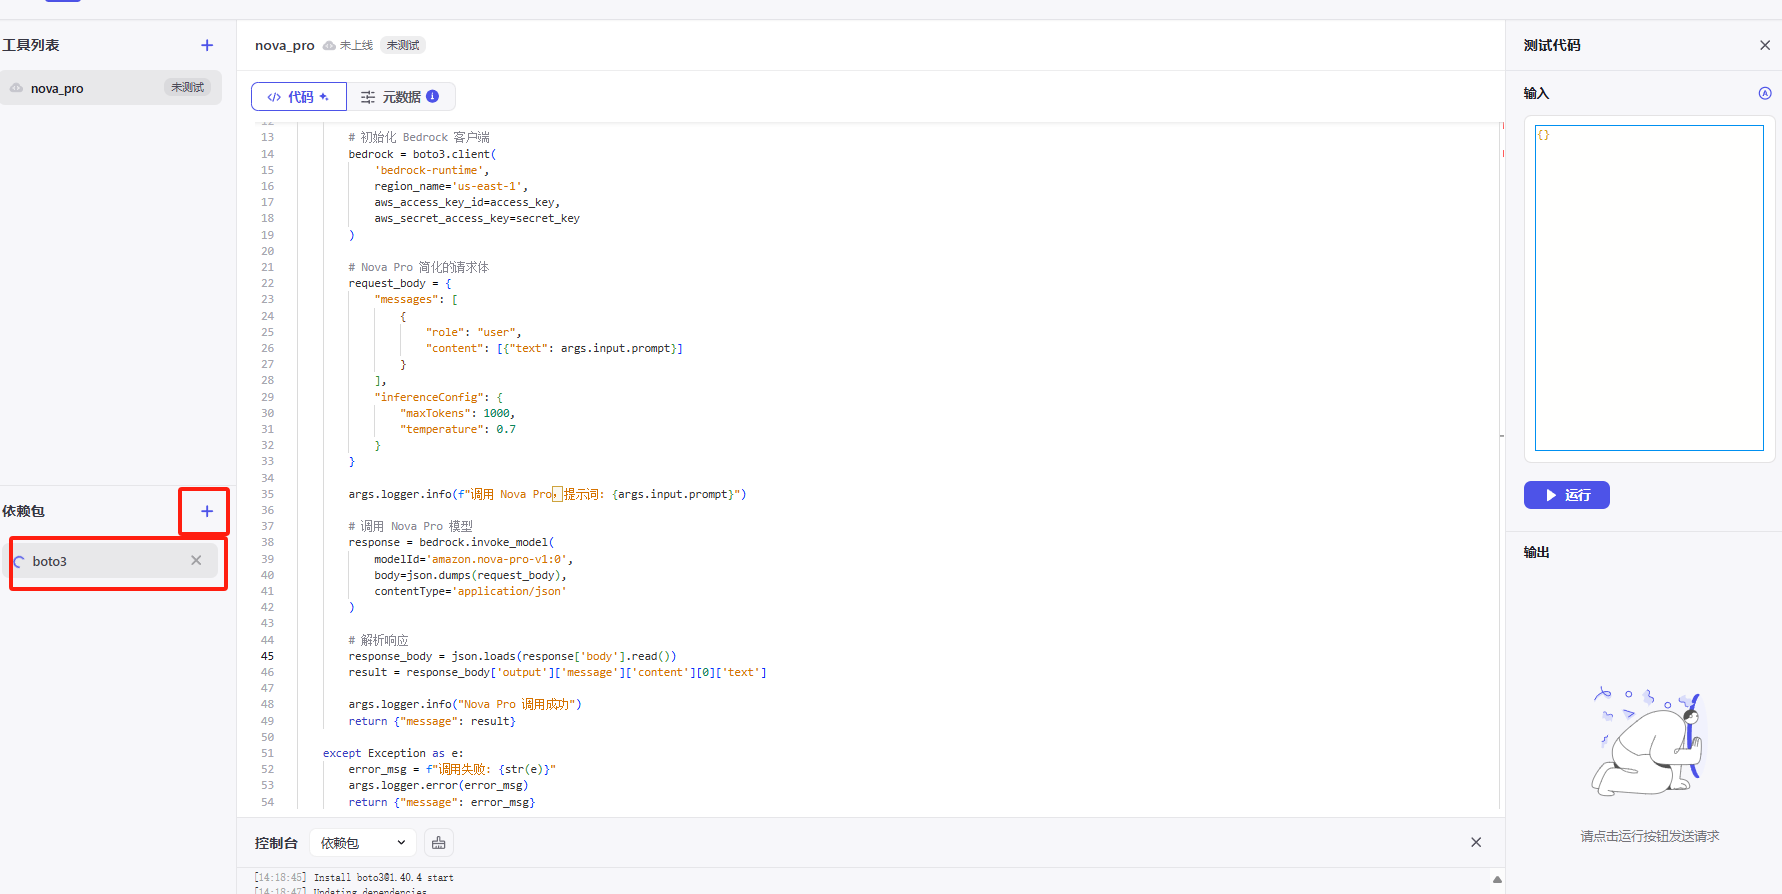 工具列表
nova_pro
未测试
依赖包
boto3
nova_pro 未上线 未测试
代码
元数据
12
13 # 初始化 Bedrock 客户端
14 bedrock = boto3.client(
15 'bedrock-runtime',
16 region_name='us-east-1',
17 aws_access_key_id=access_key,
18 aws_secret_access_key=secret_key
19 )
20
21 # Nova Pro 简化的请求体
22 request_body = {
23 "messages": [
24 {
25 "role": "user",
26 "content": [{"text": args.input.prompt}]
27 }
28 ],
29 "inferenceConfig": {
30 "maxTokens": 1000,
31 "temperature": 0.7
32 }
33 }
34
35 args.logger.info(f"调用 Nova Pro，提示词: {args.input.prompt}")
36
37 # 调用 Nova Pro 模型
38 response = bedrock.invoke_model(
39 modelId='amazon.nova-pro-v1:0',
40 body=json.dumps(request_body),
41 contentType='application/json'
42 )
43
44 # 解析响应
45 response_body = json.loads(response['body'].read())
46 result = response_body['output']['message']['content'][0]['text']
47
48 args.logger.info("Nova Pro 调用成功")
49 return {"message": result}
50
51 except Exception as e:
52 error_msg = f"调用失败: {str(e)}"
53 args.logger.error(error_msg)
54 return {"message": error_msg}
控制台 依赖包
[14:18:45] Install boto3@1.40.4 start
[14:18:47] Updating dependencies
测试代码
输入
{}
运行
输出
请点击运行按钮发送请求